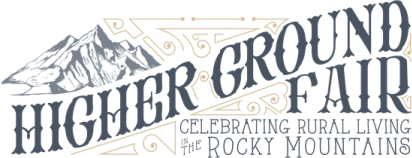 HIGHER GROUND
FAIR
CELEBRATING RURAL LIVING
IN THE ROCKY MOUNTAINS